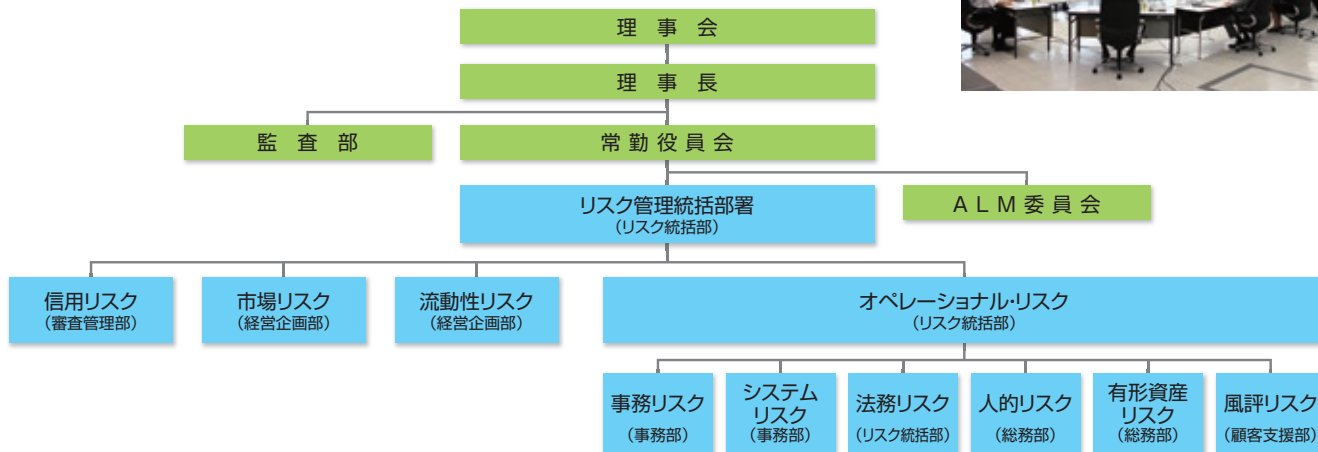 理事会
理事長
監査部
常勤役員会
リスク管理統括部署
(リスク統括部)
ALM委員会
信用リスク
(審査管理部)
市場リスク
(経営企画部)
流動性リスク
(経営企画部)
オペレーショナル・リスク
(リスク統括部)
事務リスク
(事務部)
システム
リスク
(事務部)
法務リスク
(リスク統括部)
人的リスク
(総務部)
有形資産
リスク
(総務部)
風評リスク
(顧客支援部)